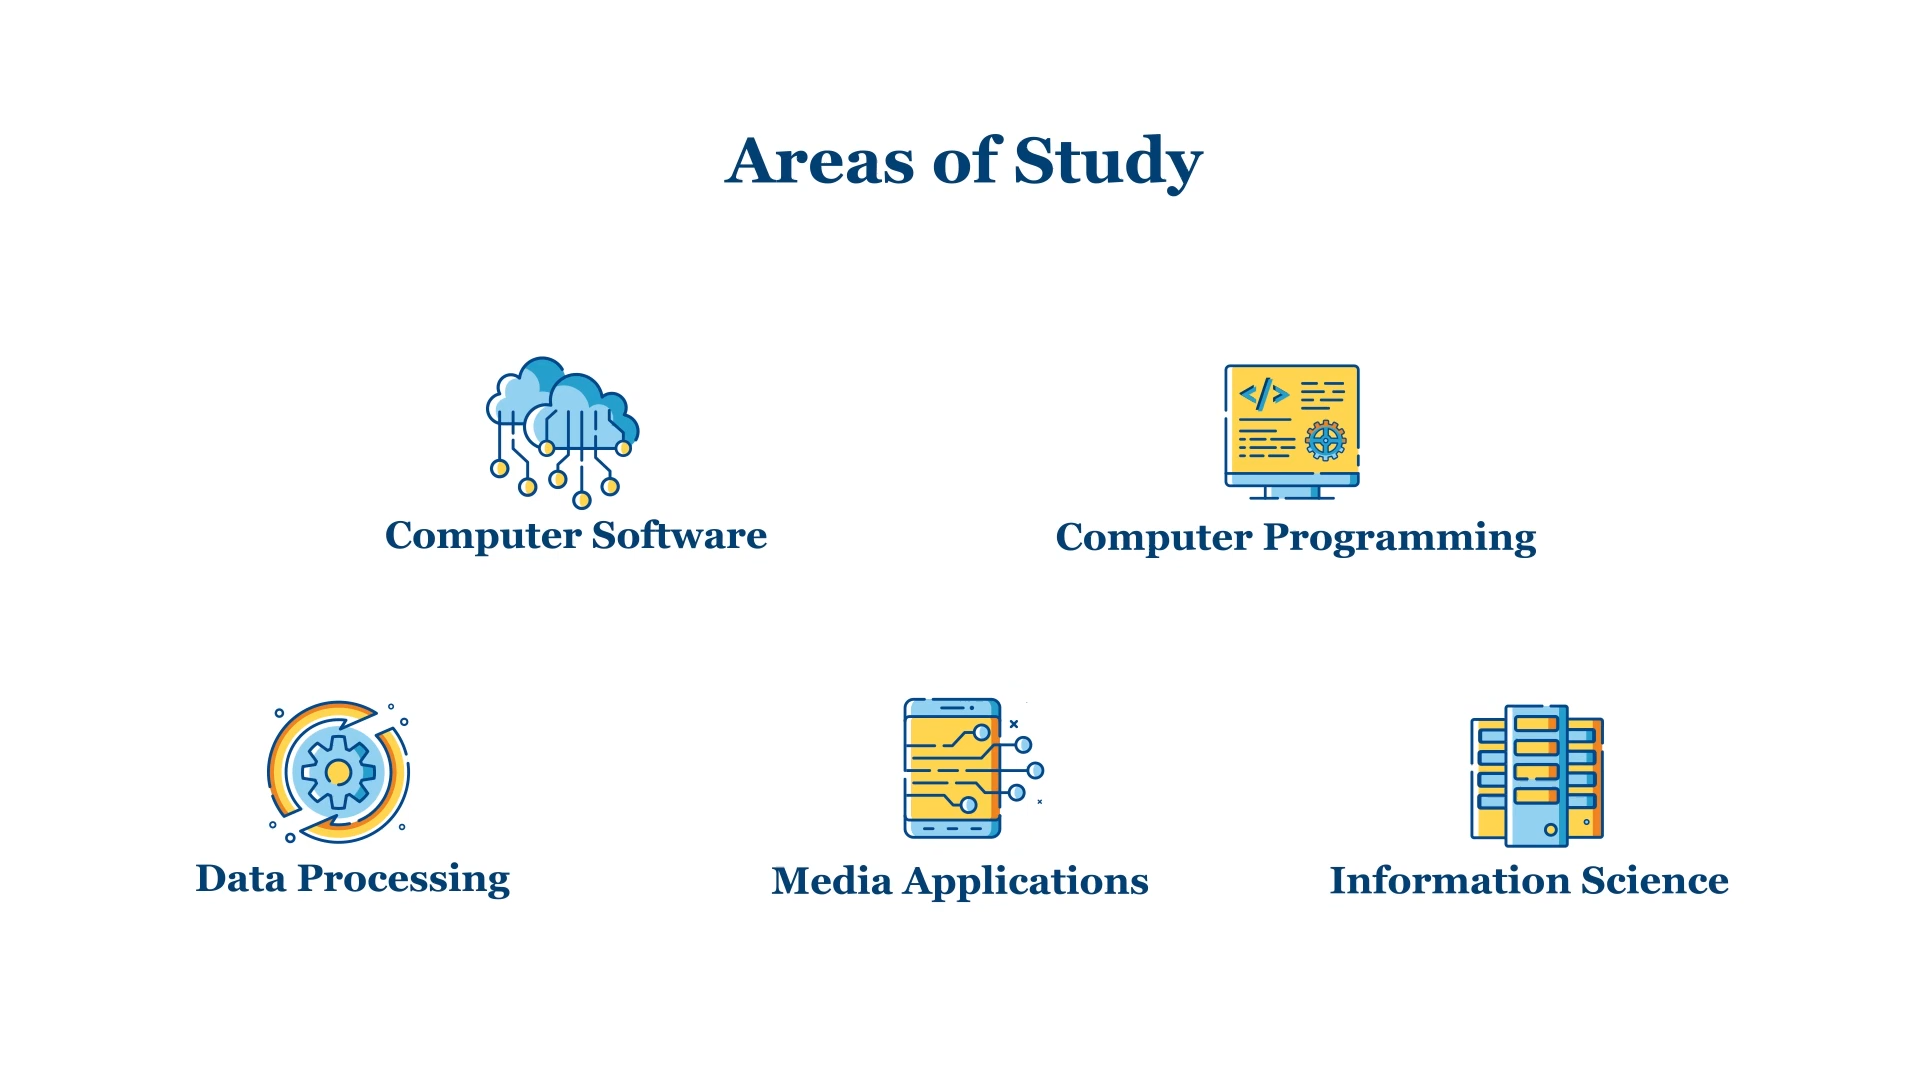 Areas of Study
Computer Software
Computer Programming
Data Processing
Media Applications
Information Science